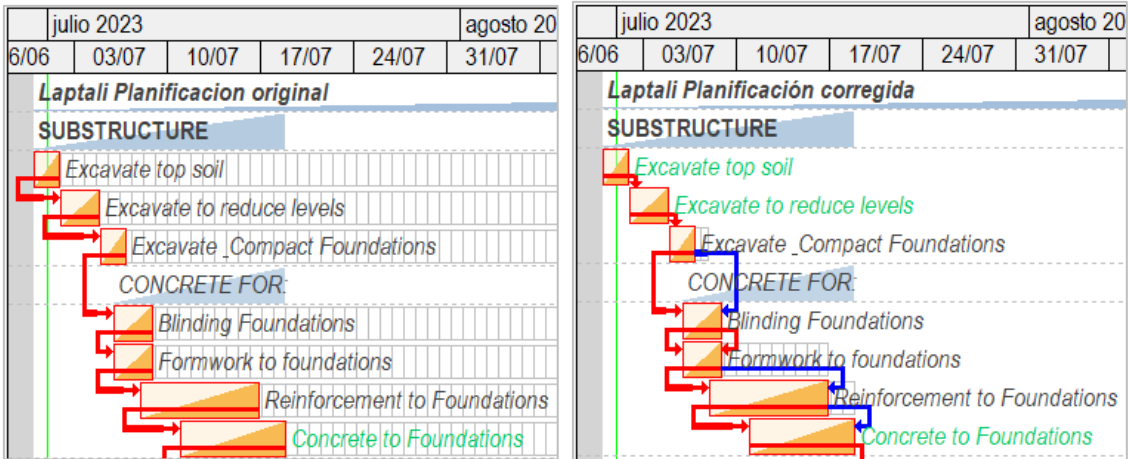 julio 2023 agosto 20
6/06 03/07 10/07 17/07 24/07 31/07
Laptali Planificacion original
SUBSTRUCTURE
Excavate top soil
Excavate to reduce levels
Excavate _Compact Foundations
CONCRETE FOR:
Blinding Foundations
Formwork to foundations
Reinforcement to Foundations
Concrete to Foundations
julio 2023 agosto 20
6/06 03/07 10/07 17/07 24/07 31/07
Laptali Planificación corregida
SUBSTRUCTURE
Excavate top soil
Excavate to reduce levels
Excavate _Compact Foundations
CONCRETE FOR:
Blinding Foundations
Formwork to foundations
Reinforcement to Foundations
Concrete to Foundations